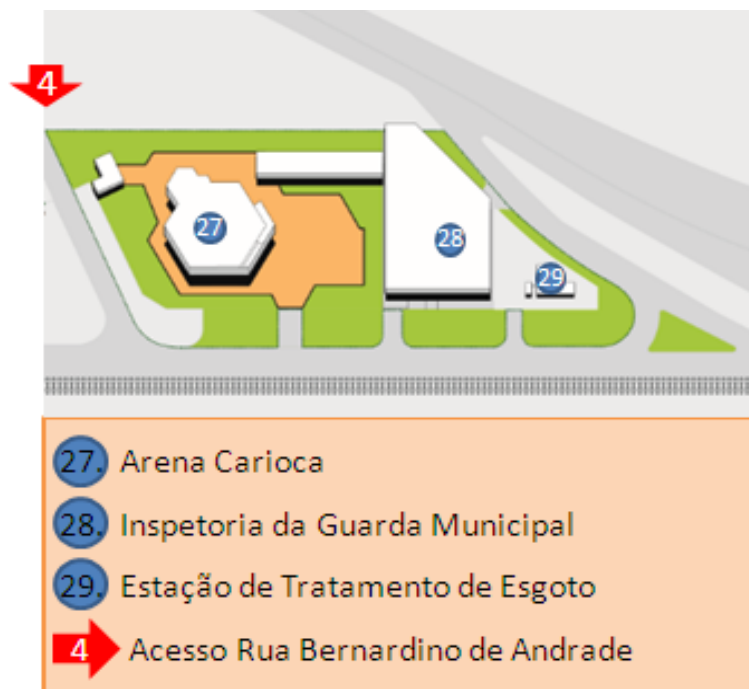 4
27
28
29
27. Arena Carioca
28. Inspetoria da Guarda Municipal
29. Estação de Tratamento de Esgoto
4 Acesso Rua Bernardino de Andrade